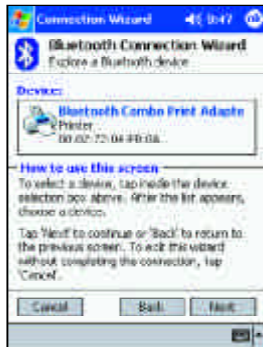 Connection Wizard 8:47 ok
Bluetooth Connection Wizard
Explore a Bluetooth device
Device:
Bluetooth Combo Print Adapte
Printer
How to use this screen
To select a device, tap inside the device
selection box above. After the list appears,
choose a device.
Tap 'Next' to continue or 'Back' to return to
the previous screen. To exit this wizard
without completing the connection, tap
'Cancel'.
Cancel Back Next